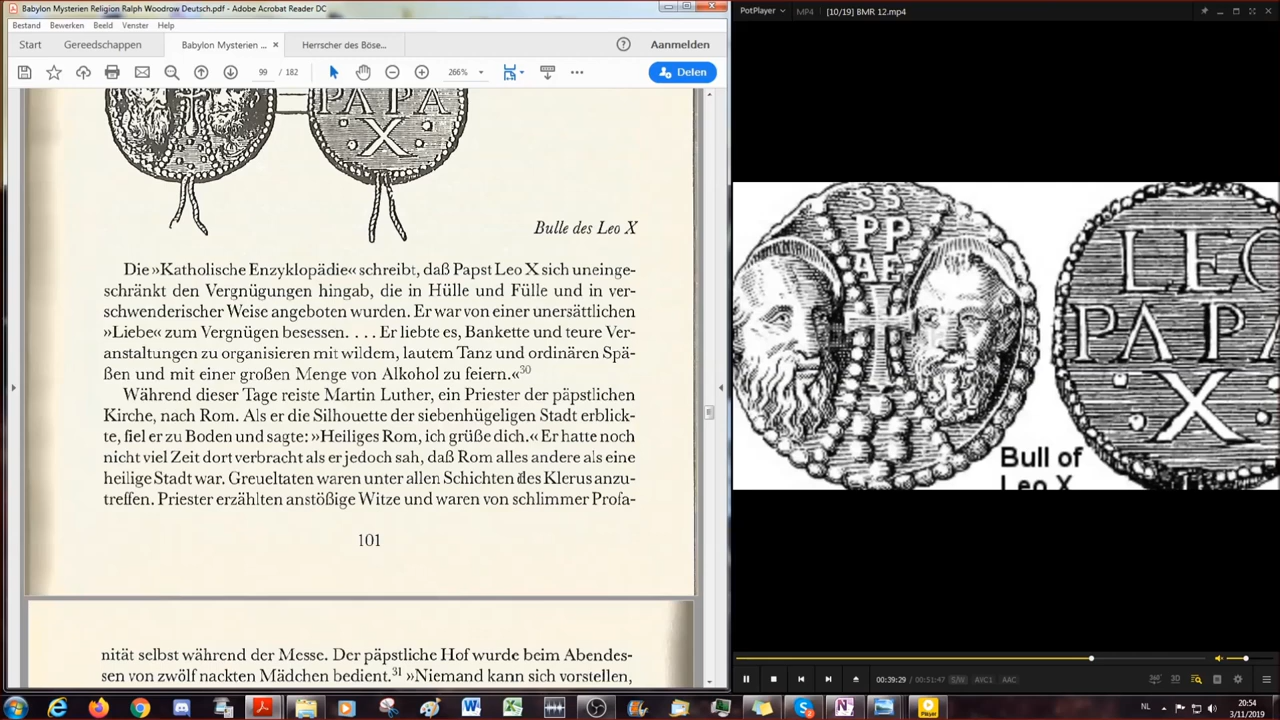 Babylon Mysterien Religion Ralph Woodrow Deutsch.pdf - Adobe Acrobat Reader DC
Bestand Bewerken Beeld Venster Help
Start Gereedschappen Babylon Mysterien ... × Herrscher des Böse... Aanmelden
99 / 182 266% Delen
PAPA
X
Bulle des Leo X
Die »Katholische Enzyklopädie« schreibt, daß Papst Leo X sich uneinge-
schränkt den Vergnügungen hingab, die in Hülle und Fülle und in ver-
schwenderischer Weise angeboten wurden. Er war von einer unersättlichen
»Liebe« zum Vergnügen besessen. . . . Er liebte es, Bankette und teure Ver-
anstaltungen zu organisieren mit wildem, lautem Tanz und ordinären Spä-
ßen und mit einer großen Menge von Alkohol zu feiern.«30
Während dieser Tage reiste Martin Luther, ein Priester der päpstlichen
Kirche, nach Rom. Als er die Silhouette der siebenhügeligen Stadt erblick-
te, fiel er zu Boden und sagte: »Heiliges Rom, ich grüße dich.« Er hatte noch
nicht viel Zeit dort verbracht als er jedoch sah, daß Rom alles andere als eine
heilige Stadt war. Greueltaten waren unter allen Schichten des Klerus anzu-
treffen. Priester erzählten anstößige Witze und waren von schlimmer Profa-
101
nität selbst während der Messe. Der päpstliche Hof wurde beim Abendes-
sen von zwölf nackten Mädchen bedient.31 »Niemand kann sich vorstellen,
PotPlayer MP4 [10/19] BMR 12.mp4
SS
PP
AE
LEO
PAPA
X
Bull of
Leo X
00:39:29 / 00:51:47 S/W AVC1 AAC 360° 3D
NL 20:54
3/11/2019